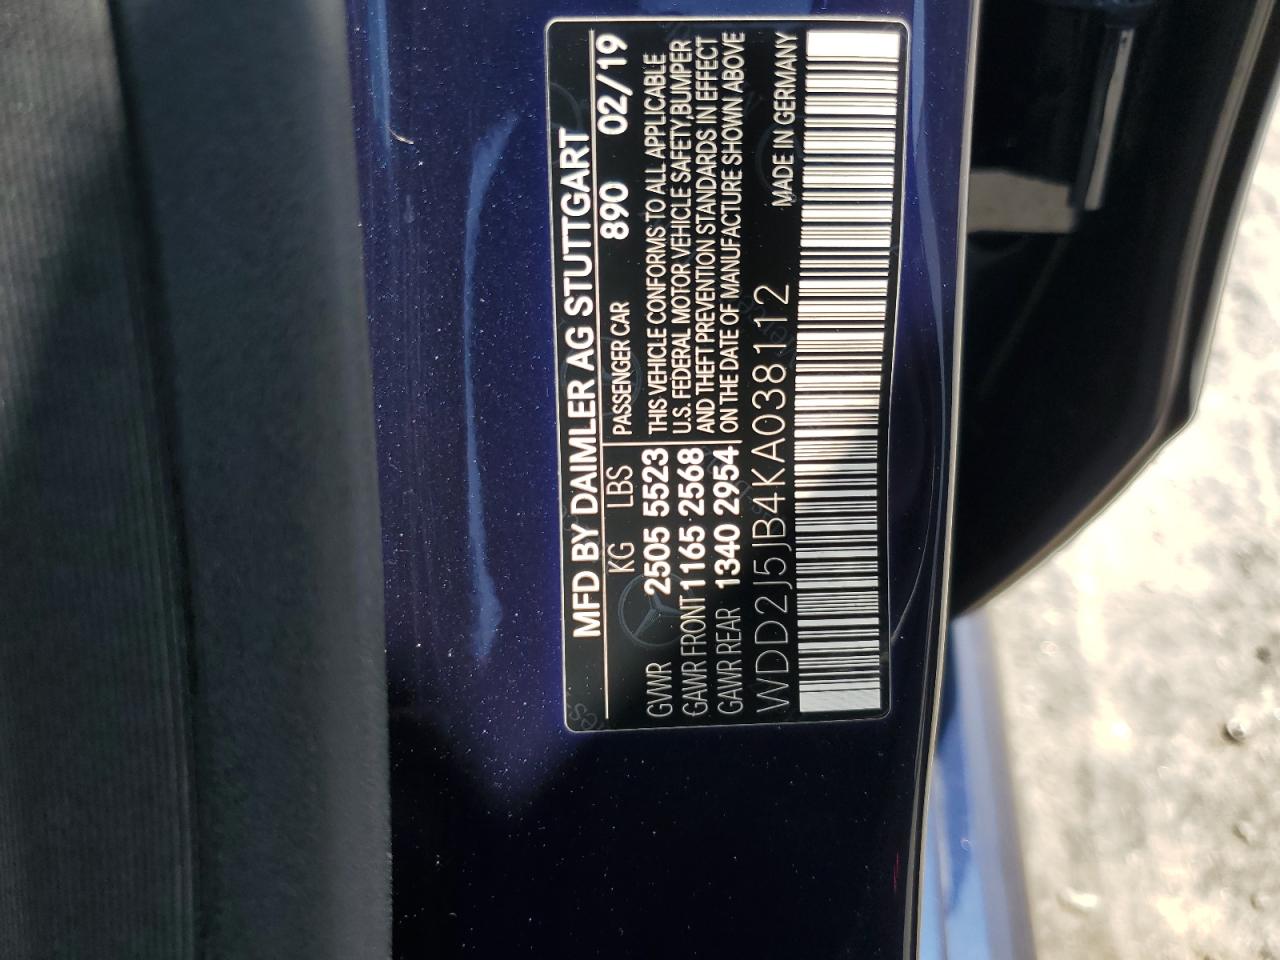 MFD BY DAIMLER AG STUTTGART
KG LBS PASSENGER CAR 890 02/19
GVWR 2505 5523 THIS VEHICLE CONFORMS TO ALL APPLICABLE
GAWR FRONT 1165 2568 U.S. FEDERAL MOTOR VEHICLE SAFETY,BUMPER
AND THEFT PREVENTION STANDARDS IN EFFECT
GAWR REAR 1340 2954 ON THE DATE OF MANUFACTURE SHOWN ABOVE
WDD2J5JB4KA038112 MADE IN GERMANY